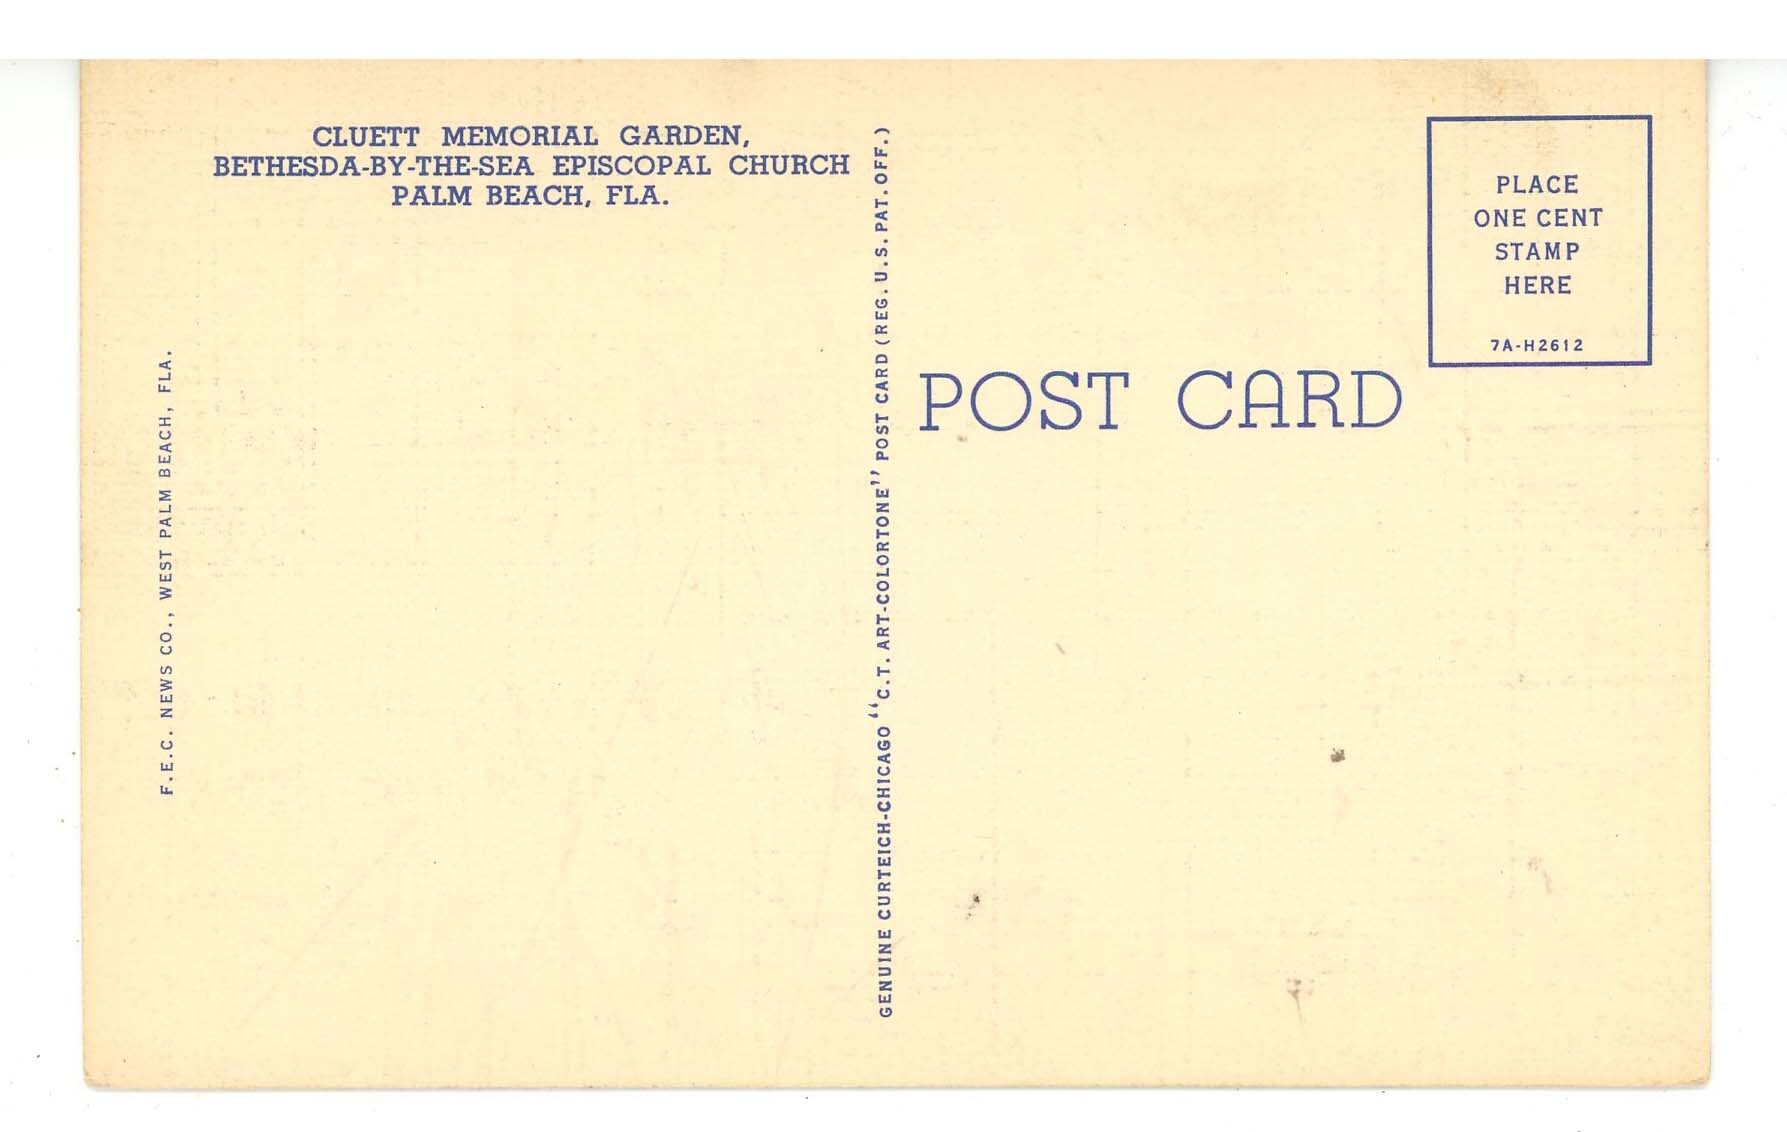 CLUETT MEMORIAL GARDEN,
BETHESDA-BY-THE-SEA EPISCOPAL CHURCH
PALM BEACH, FLA.
F.E.C. NEWS CO., WEST PALM BEACH, FLA.
GENUINE CURTEICH-CHICAGO "C.T. ART-COLORTONE" POST CARD (REG. U.S. PAT. OFF.)
POST CARD
PLACE
ONE CENT
STAMP
HERE
7A-H2612